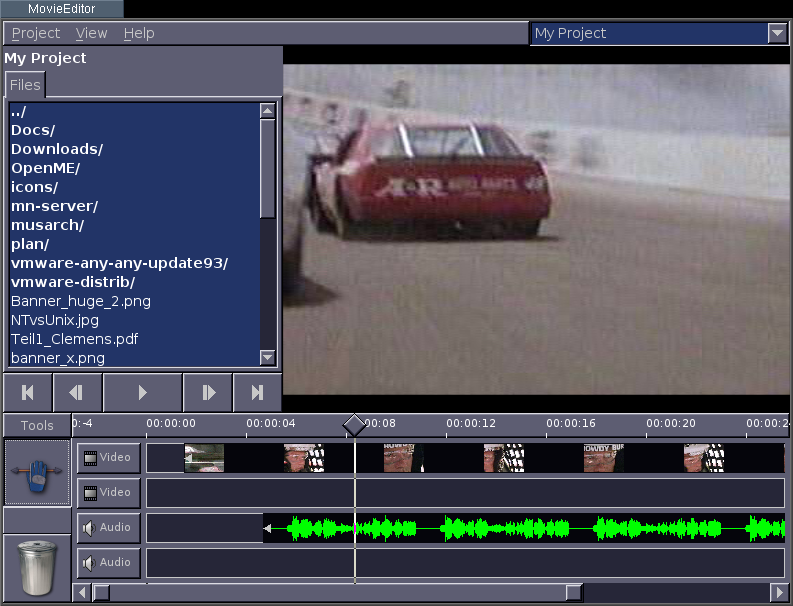 MovieEditor
Project View Help
My Project
My Project
Files
../
Docs/
Downloads/
OpenME/
icons/
mn-server/
musarch/
plan/
vmware-any-any-update93/
vmware-distrib/
Banner_huge_2.png
NTvsUnix.jpg
Teil1_Clemens.pdf
banner_x.png
A&R
Tools
0:-4 00:00:00 00:00:04 00:08 00:00:12 00:00:16 00:00:20 00:00:24
Video
Video
Audio
Audio